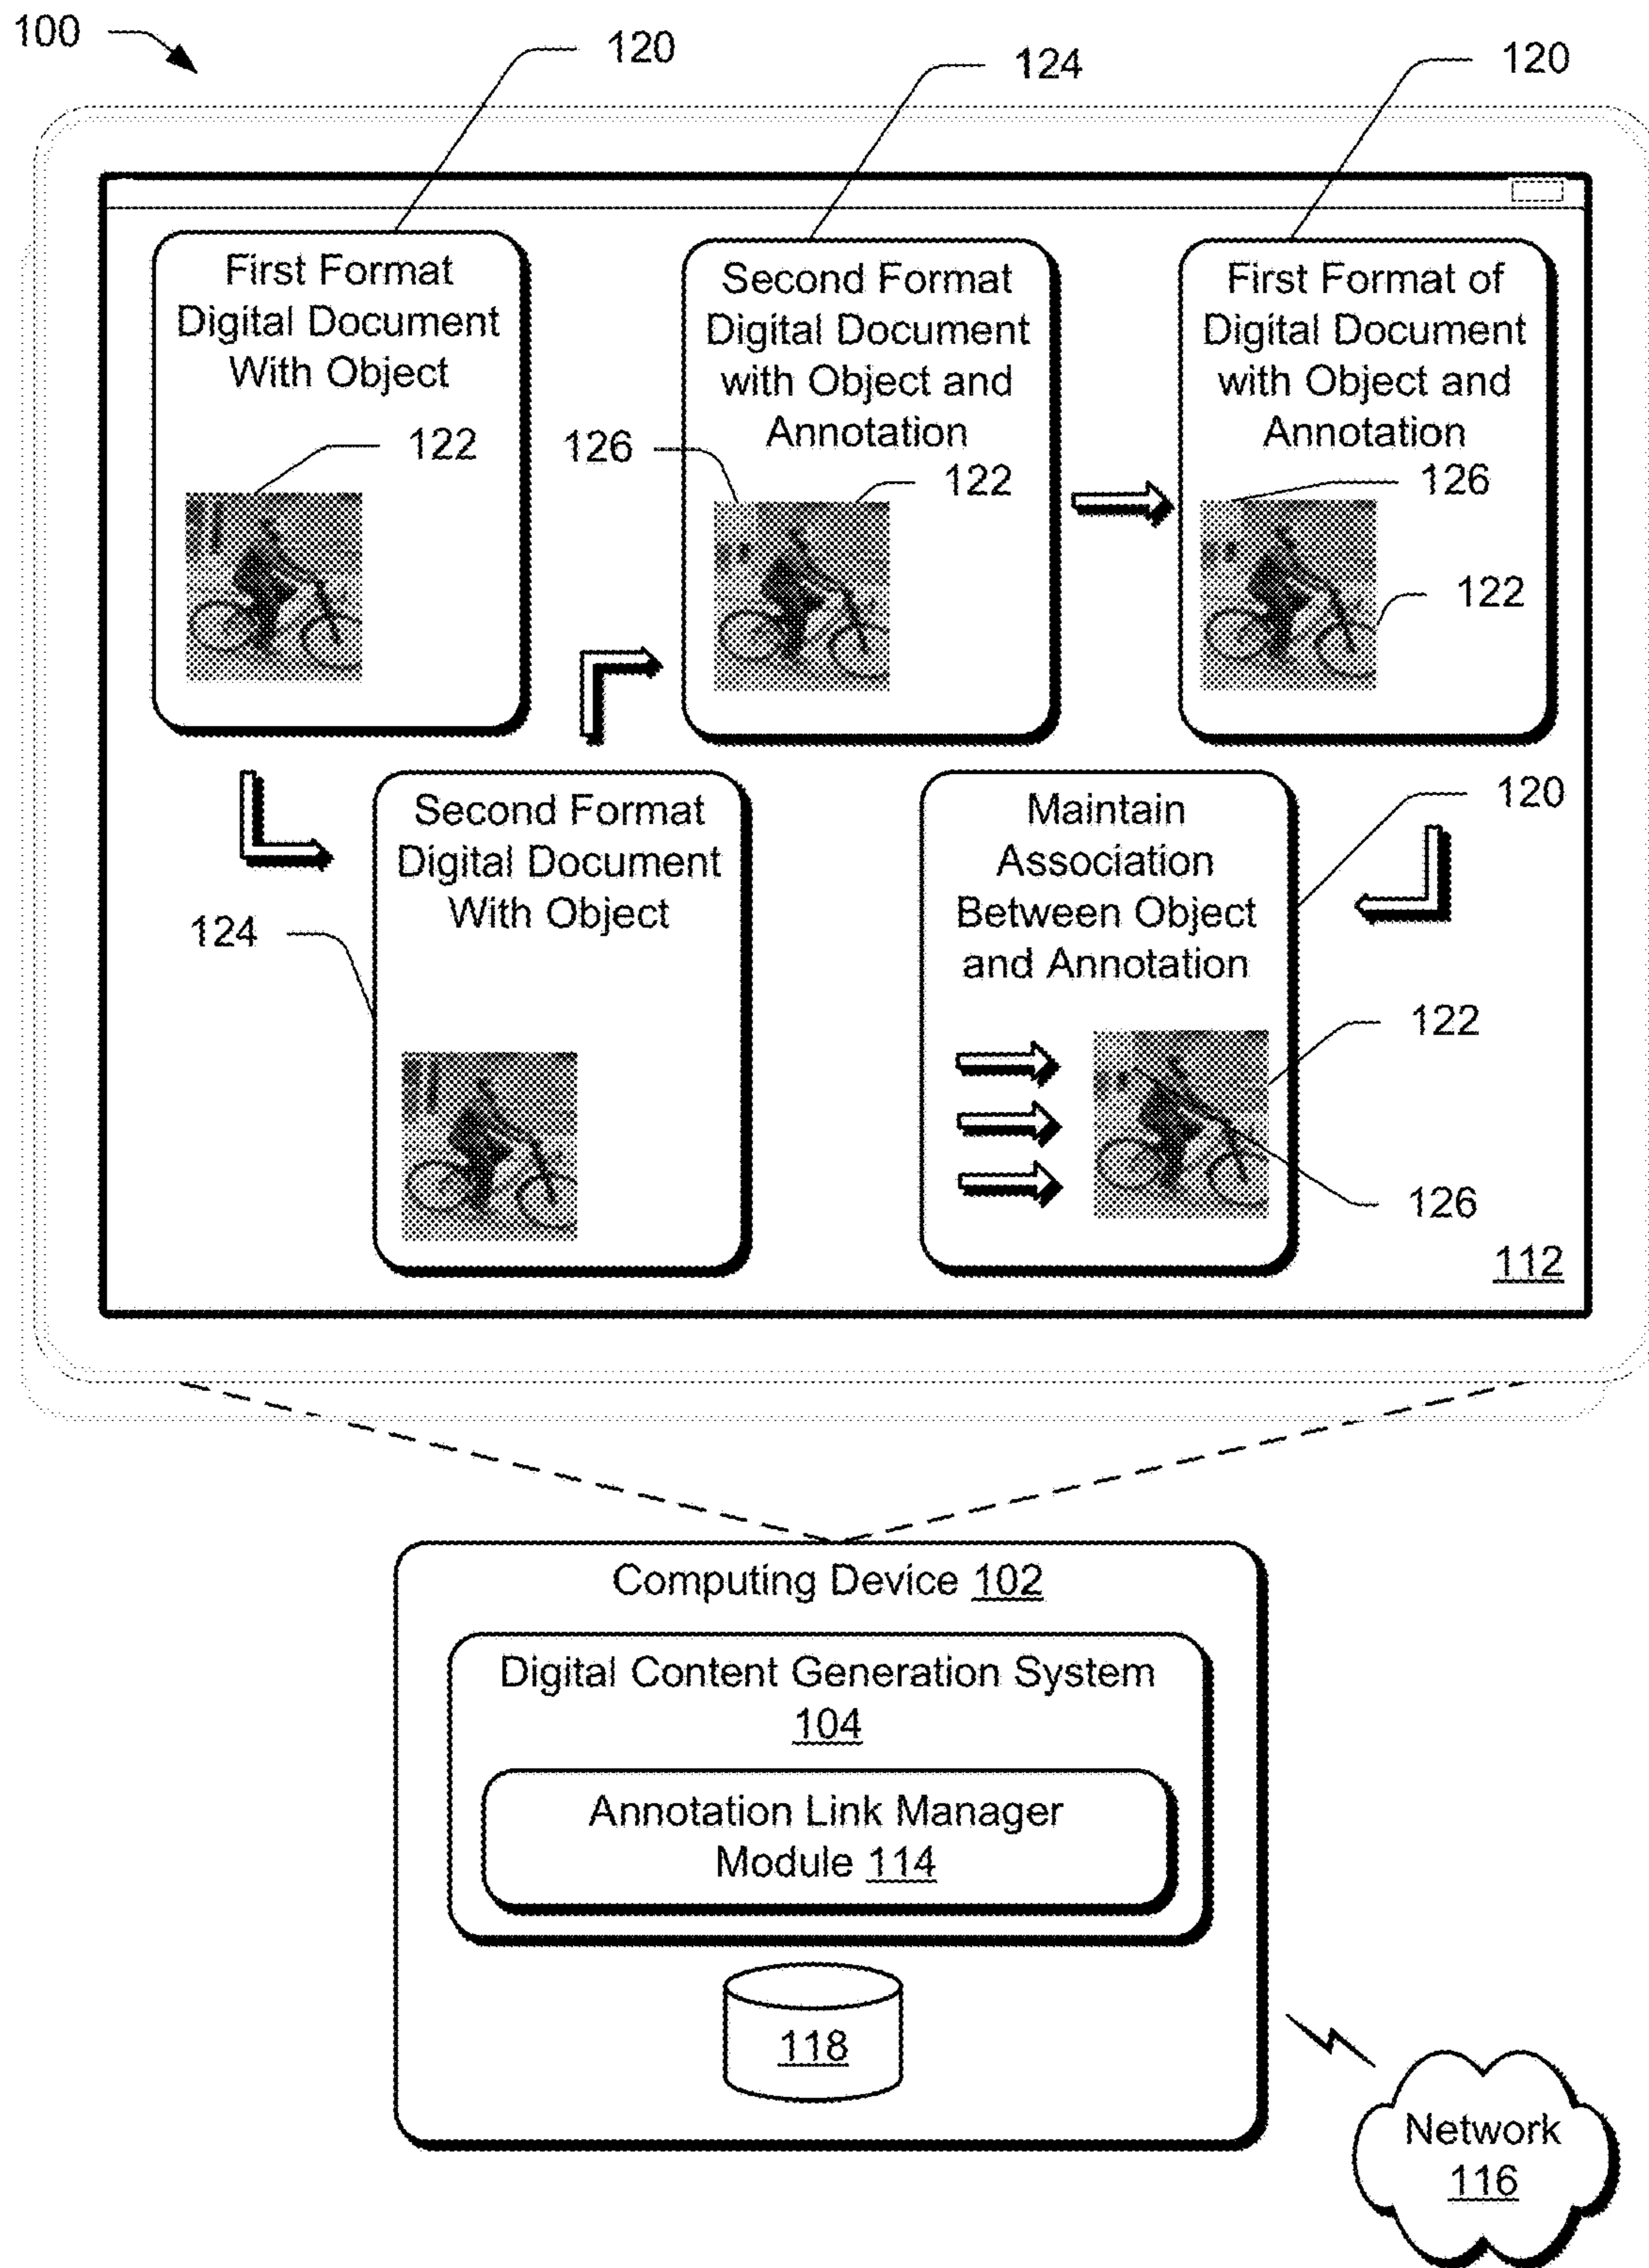 100
120
124
120
First Format
Digital Document
With Object
122
Second Format
Digital Document
with Object and
Annotation
126
122
First Format of
Digital Document
with Object and
Annotation
126
122
Second Format
Digital Document
With Object
124
Maintain
Association
Between Object
and Annotation
120
122
126
112
Computing Device 102
Digital Content Generation System
104
Annotation Link Manager
Module 114
118
Network
116